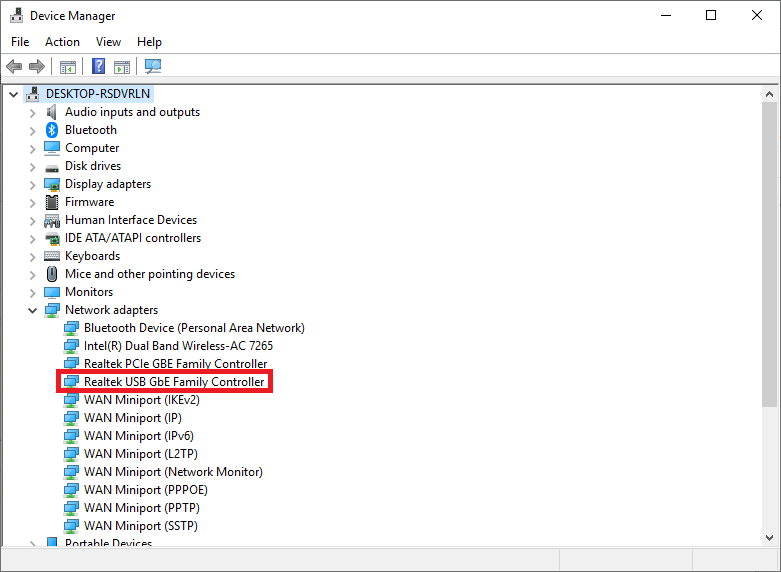 Device Manager
File Action View Help
DESKTOP-RSDVRLN
Audio inputs and outputs
Bluetooth
Computer
Disk drives
Display adapters
Firmware
Human Interface Devices
IDE ATA/ATAPI controllers
Keyboards
Mice and other pointing devices
Monitors
Network adapters
Bluetooth Device (Personal Area Network)
Intel(R) Dual Band Wireless-AC 7265
Realtek PCIe GBE Family Controller
Realtek USB GbE Family Controller
WAN Miniport (IKEv2)
WAN Miniport (IP)
WAN Miniport (IPv6)
WAN Miniport (L2TP)
WAN Miniport (Network Monitor)
WAN Miniport (PPPOE)
WAN Miniport (PPTP)
WAN Miniport (SSTP)
Portable Devices